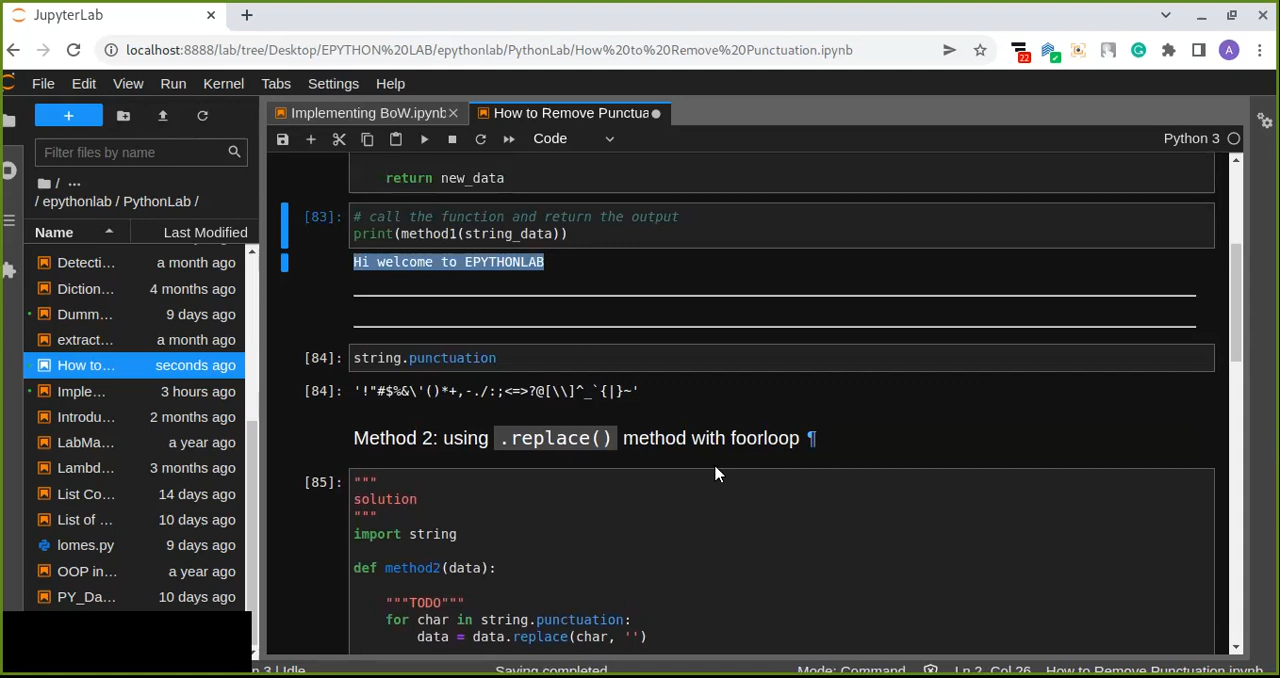 JupyterLab
localhost:8888/lab/tree/Desktop/EPYTHON%20LAB/epythonlab/PythonLab/How%20to%20Remove%20Punctuation.ipynb
22
A
File Edit View Run Kernel Tabs Settings Help
Implementing BoW.ipynb
How to Remove Punctua
Filter files by name
Code
Python 3
/ ...
/ epythonlab / PythonLab /
Name Last Modified
Detecti... a month ago
Diction... 4 months ago
Dumm... 9 days ago
extract... a month ago
How to... seconds ago
Imple... 3 hours ago
Introdu... 2 months ago
LabMa... a year ago
Lambd... 3 months ago
List Co... 14 days ago
List of ... 10 days ago
lomes.py 9 days ago
OOP in... a year ago
PY_Da... 10 days ago
return new_data
[83]: # call the function and return the output
print(method1(string_data))
Hi welcome to EPYTHONLAB
[84]: string.punctuation
[84]: '!"#$%&\'()*+,-./:;<=>?@[\\]^_`{|}~'
Method 2: using .replace() method with foorloop ¶
[85]: """
solution
"""
import string
def method2(data):
"""TODO"""
for char in string.punctuation:
data = data.replace(char, '')
n 3 | Idle Saving completed Mode: Command Ln 2, Col 26 How to Remove Punctuation.ipynb